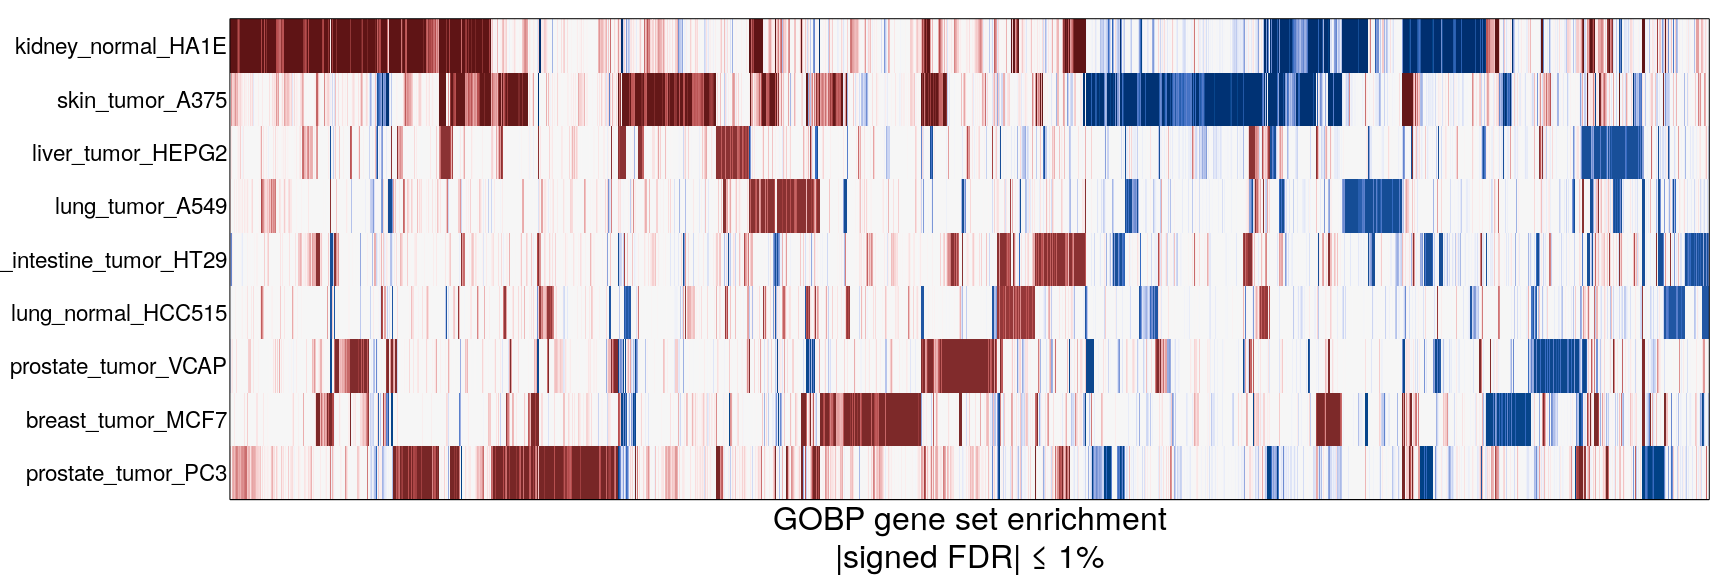 kidney_normal_HA1E
skin_tumor_A375
liver_tumor_HEPG2
lung_tumor_A549
_intestine_tumor_HT29
lung_normal_HCC515
prostate_tumor_VCAP
breast_tumor_MCF7
prostate_tumor_PC3
GOBP gene set enrichment
|signed FDR| ≤ 1%